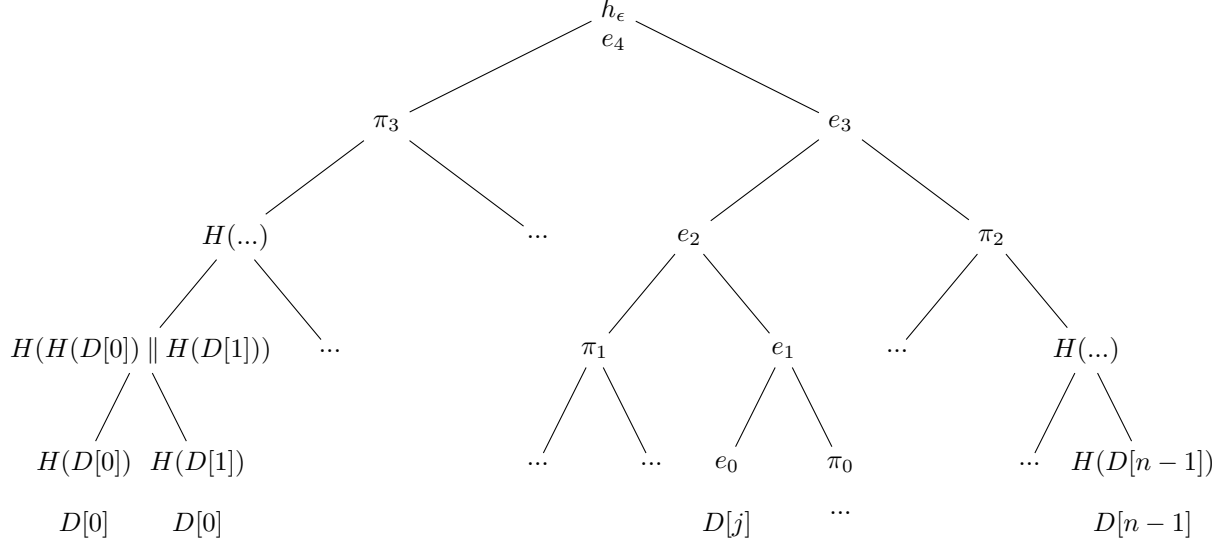 h_ϵ
e_4
π_3 e_3
H(...) ... e_2 π_2
H(H(D[0]) ∥ H(D[1])) ... π_1 e_1 ... H(...)
H(D[0]) H(D[1]) ... ... e_0 π_0 ... H(D[n − 1])
D[0] D[0] D[j] ... D[n − 1]